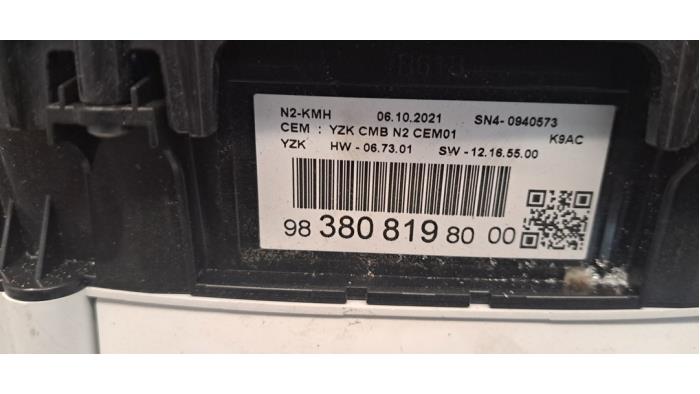 N2-KMH 06.10.2021 SN4- 0940573
CEM : YZK CMB N2 CEM01 K9AC
YZK HW - 06.73.01 SW - 12.16.55.00
98 380 819 80 00